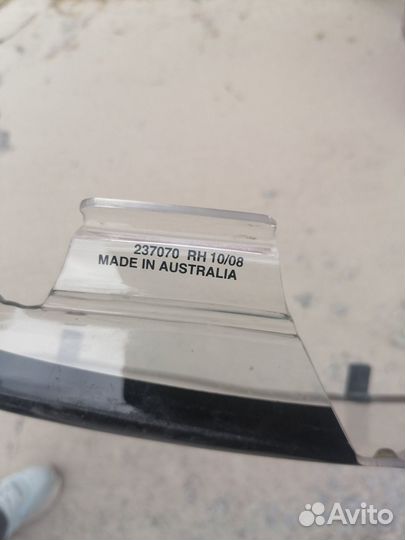 237070 RH 10/08
MADE IN AUSTRALIA
Avito